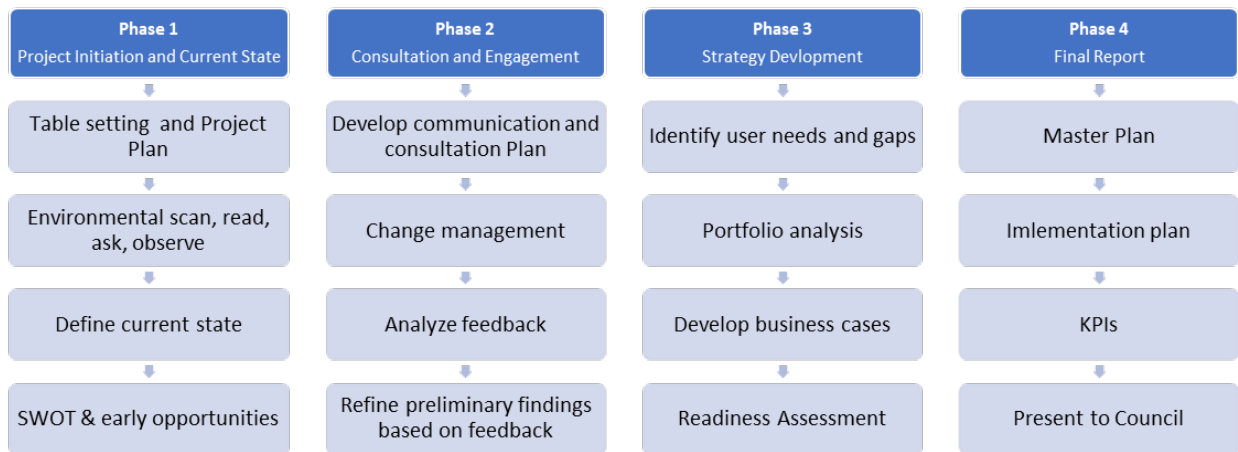 Phase 1
Project Initiation and Current State
Table setting and Project
Plan
Environmental scan, read,
ask, observe
Define current state
SWOT & early opportunities
Phase 2
Consultation and Engagement
Develop communication and
consultation Plan
Change management
Analyze feedback
Refine preliminary findings
based on feedback
Phase 3
Strategy Devlopment
Identify user needs and gaps
Portfolio analysis
Develop business cases
Readiness Assessment
Phase 4
Final Report
Master Plan
Imlementation plan
KPIs
Present to Council